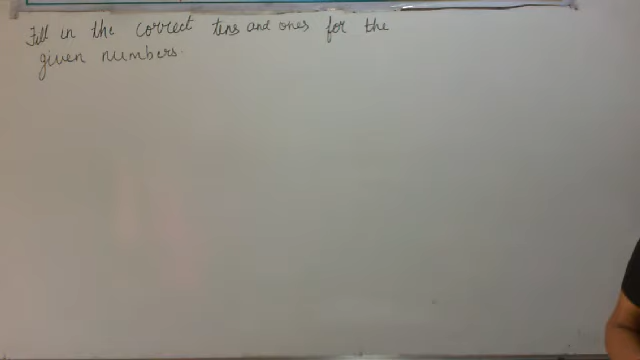 Fill in the correct tens and ones for the
given numbers.